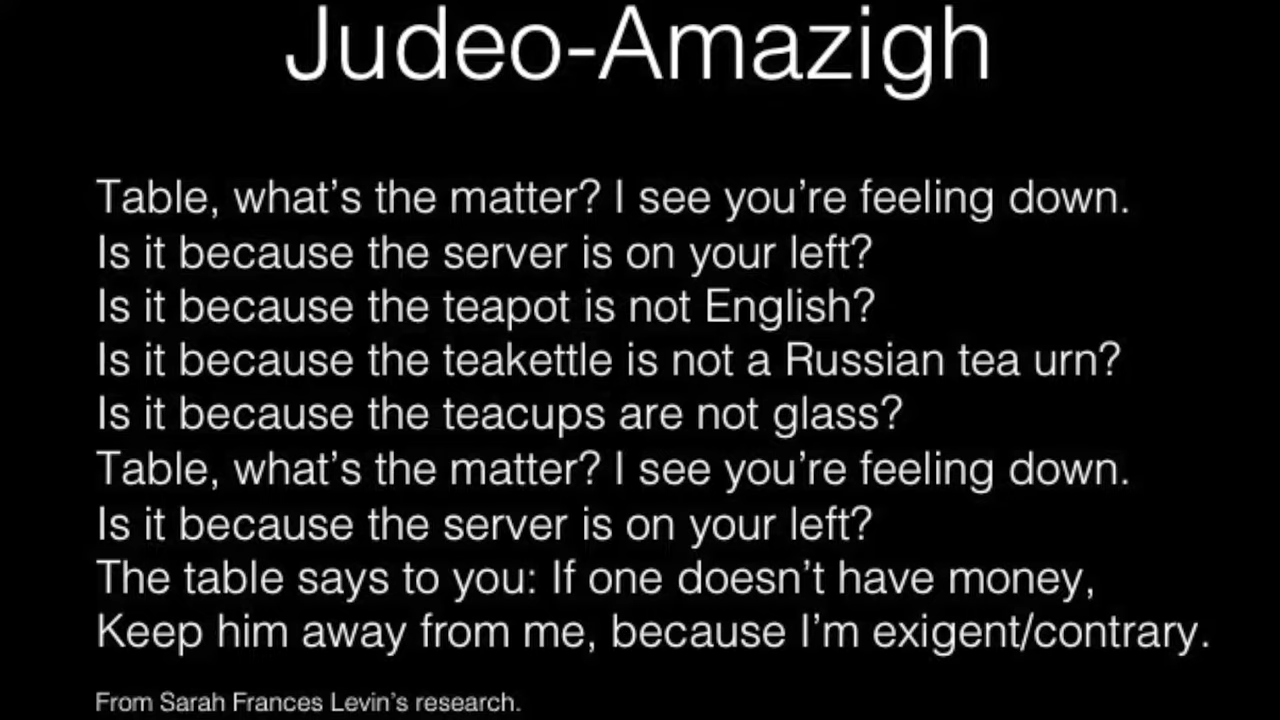 Judeo-Amazigh
Table, what’s the matter? I see you’re feeling down.
Is it because the server is on your left?
Is it because the teapot is not English?
Is it because the teakettle is not a Russian tea urn?
Is it because the teacups are not glass?
Table, what’s the matter? I see you’re feeling down.
Is it because the server is on your left?
The table says to you: If one doesn’t have money,
Keep him away from me, because I’m exigent/contrary.
From Sarah Frances Levin’s research.